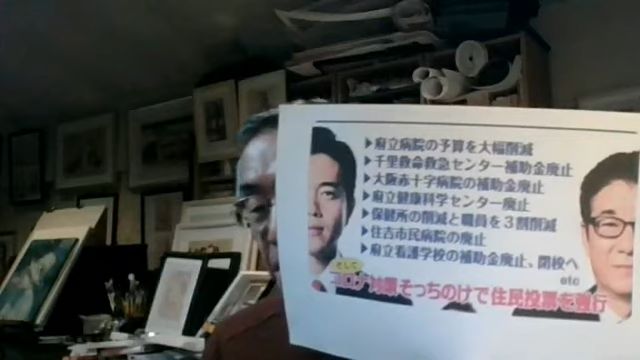 ▶府立病院の予算を大幅削減
▶千里救命救急センター補助金廃止
▶大阪赤十字病院の補助金廃止
▶府立健康科学センター廃止
▶保健所の削減と職員を3割削減
▶住吉市民病院の廃止
▶府立看護学校の補助金廃止、閉校へ
etc
そして
コロナ対策そっちのけで住民投票を強行